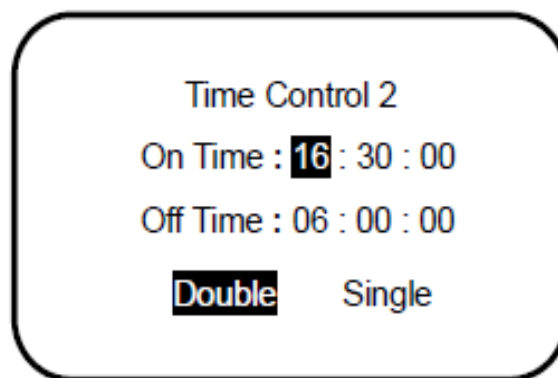 Time Control 2
On Time : 16 : 30 : 00
Off Time : 06 : 00 : 00
Double Single